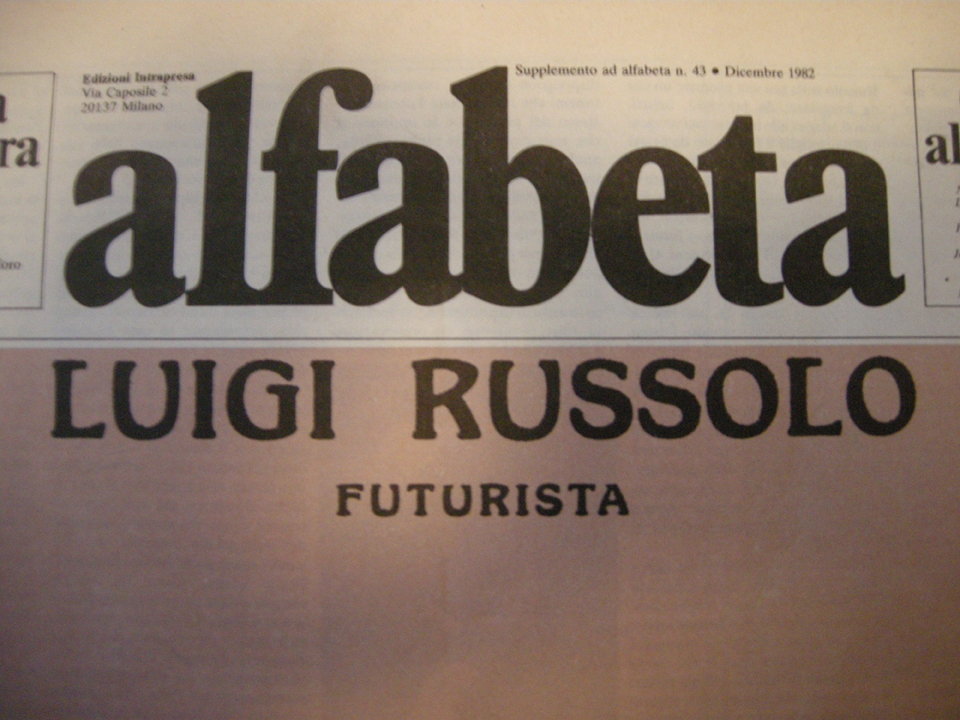 Edizioni Intrapresa
Via Caposile 2
20137 Milano
Supplemento ad alfabeta n. 43 • Dicembre 1982
alfabeta
LUIGI RUSSOLO
FUTURISTA